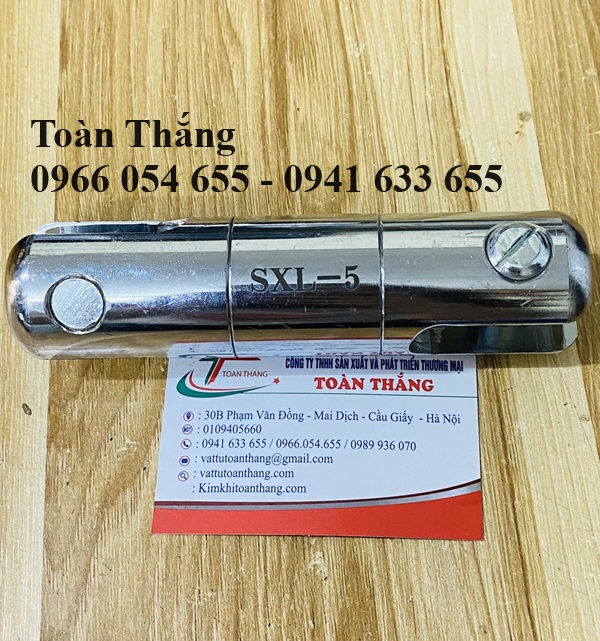 Toàn Thắng
0966 054 655 - 0941 633 655
SXL-5
TOAN THANG
CÔNG TY TNHH SẢN XUẤT VÀ PHÁT TRIỂN THƯƠNG MẠI
TOÀN THẮNG
: 30B Phạm Văn Đồng - Mai Dịch - Cầu Giấy - Hà Nội
MST : 0109405660
: 0941 633 655 / 0966.054.655 / 0989 936 070
: vattutoanthang@gmail.com
: vattutoanthang.com
: Kimkhitoanthang.com